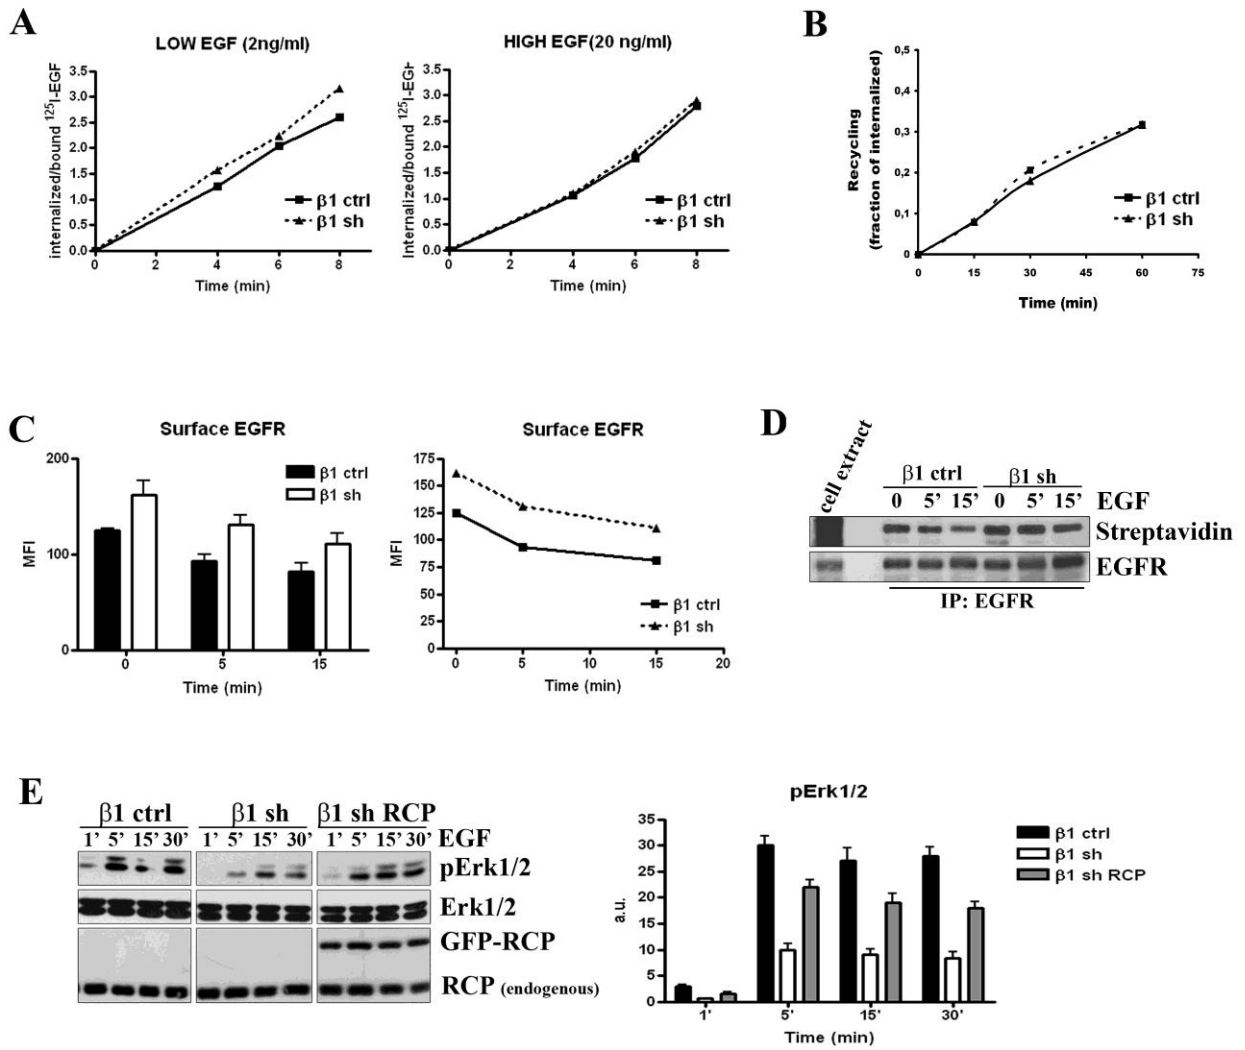 A
LOW EGF (2ng/ml)
internalized/bound 125I-EGF
3.5
3.0
2.5
2.0
1.5
1.0
0.5
0.0
0 2 4 6 8
Time (min)
β1 ctrl
β1 sh
HIGH EGF(20 ng/ml)
Internalized/bound 125I-EGF
3.5
3.0
2.5
2.0
1.5
1.0
0.5
0.0
0 2 4 6 8
Time (min)
β1 ctrl
β1 sh
B
Recycling
(fraction of internalized)
0,5
0,4
0,3
0,2
0,1
0
0 15 30 45 60 75
Time (min)
β1 ctrl
β1 sh
C
Surface EGFR
MFI
200
100
0
0 5 15
Time (min)
β1 ctrl
β1 sh
Surface EGFR
MFI
175
150
125
100
75
50
25
0
0 5 10 15 20
Time (min)
β1 ctrl
β1 sh
D
cell extract
β1 ctrl β1 sh
0 5' 15' 0 5' 15' EGF
Streptavidin
EGFR
IP: EGFR
E
β1 ctrl β1 sh β1 sh RCP
1' 5' 15' 30' 1' 5' 15' 30' 1' 5' 15' 30' EGF
pErk1/2
Erk1/2
GFP-RCP
RCP (endogenous)
pErk1/2
a.u.
35
30
25
20
15
10
5
0
1' 5' 15' 30'
Time (min)
β1 ctrl
β1 sh
β1 sh RCP